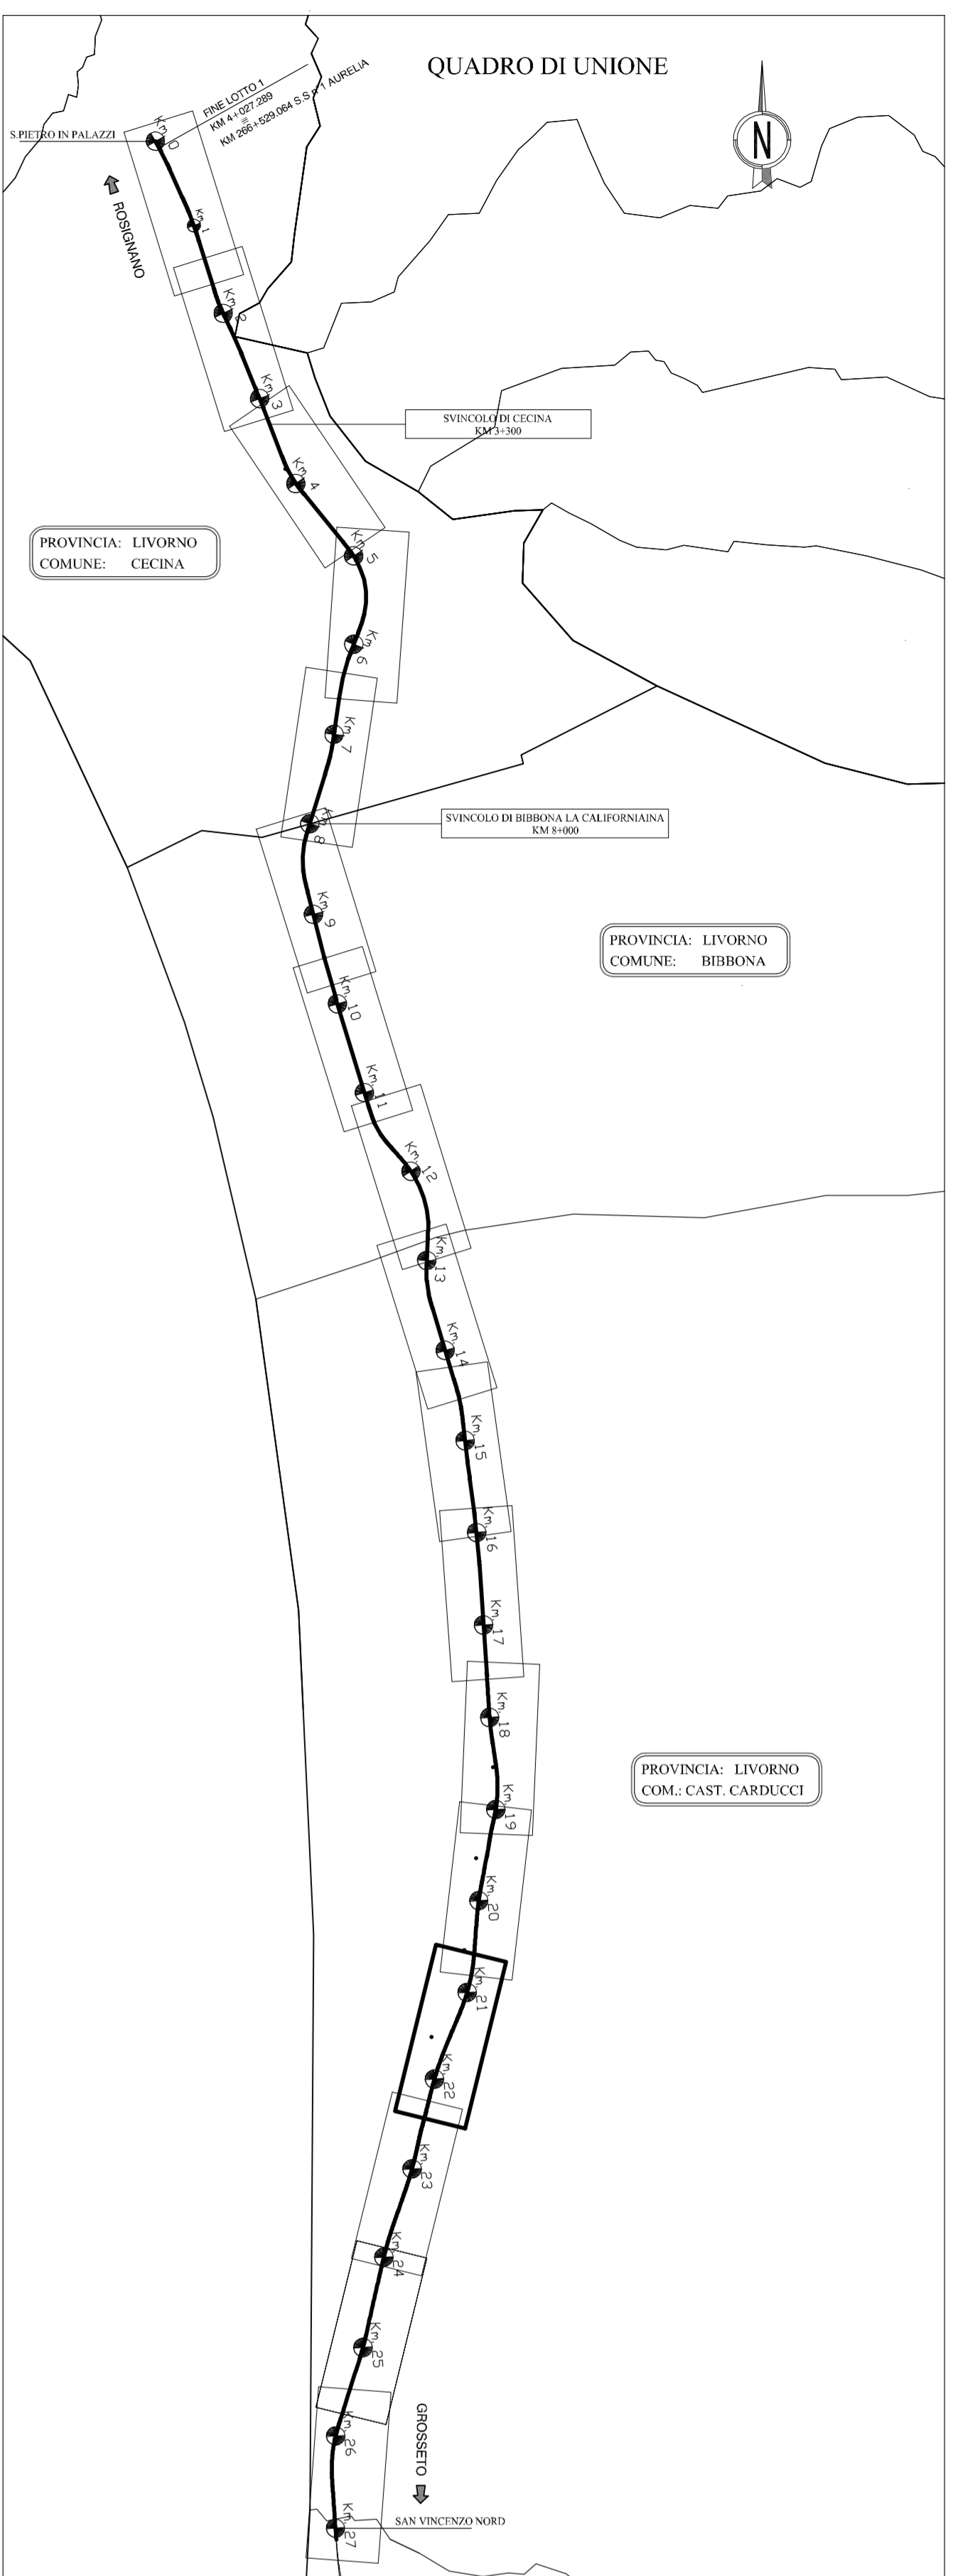 QUADRO DI UNIONE
N
FINE LOTTO 1
KM 4+027.289
=
KM 266+529.064 S.S n° 1 AURELIA
S.PIETRO IN PALAZZI
Km. 0
ROSIGNANO
Km. 1
Km. 2
Km. 3
SVINCOLO DI CECINA
KM 3+300
Km. 4
PROVINCIA: LIVORNO
COMUNE: CECINA
Km. 5
Km. 6
Km. 7
SVINCOLO DI BIBBONA LA CALIFORNIAINA
KM 8+000
Km. 8
Km. 9
PROVINCIA: LIVORNO
COMUNE: BIBBONA
Km. 10
Km. 11
Km. 12
Km. 13
Km. 14
Km. 15
Km. 16
Km. 17
Km. 18
PROVINCIA: LIVORNO
COM.: CAST. CARDUCCI
Km. 19
Km. 20
Km. 21
Km. 22
Km. 23
Km. 24
Km. 25
GROSSETO
Km. 26
SAN VINCENZO NORD
Km. 27